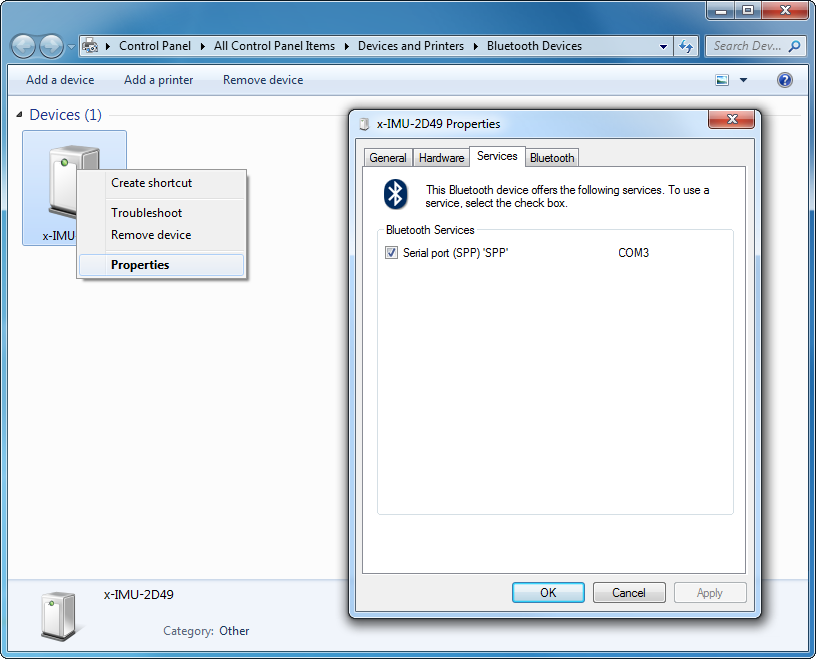 Control Panel
All Control Panel Items
Devices and Printers
Bluetooth Devices
Search Dev...
Add a device
Add a printer
Remove device
Devices (1)
x-IMU
Create shortcut
Troubleshoot
Remove device
Properties
x-IMU-2D49 Properties
General
Hardware
Services
Bluetooth
This Bluetooth device offers the following services. To use a
service, select the check box.
Bluetooth Services
Serial port (SPP) 'SPP'
COM3
OK
Cancel
Apply
x-IMU-2D49
Category: Other